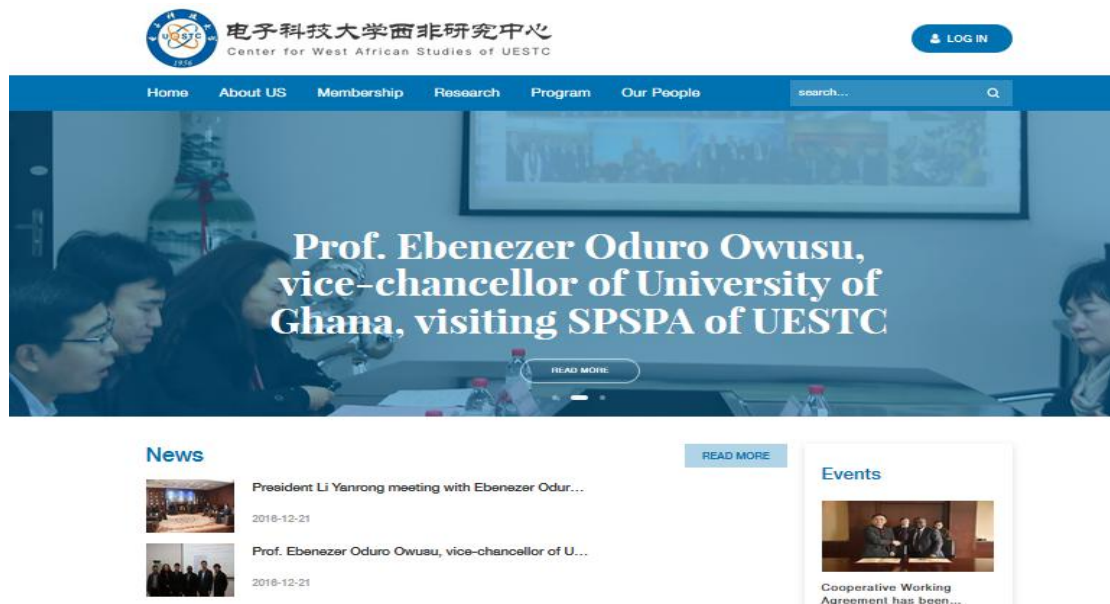 UESTC
1956
电子科技大学西非研究中心
Center for West African Studies of UESTC
LOG IN
Home About US Membership Research Program Our People search...
Prof. Ebenezer Oduro Owusu,
vice-chancellor of University of
Ghana, visiting SPSPA of UESTC
READ MORE
News
READ MORE
President Li Yanrong meeting with Ebenezer Odur...
2016-12-21
Prof. Ebenezer Oduro Owusu, vice-chancellor of U...
2016-12-21
Events
Cooperative Working
Agreement has been...